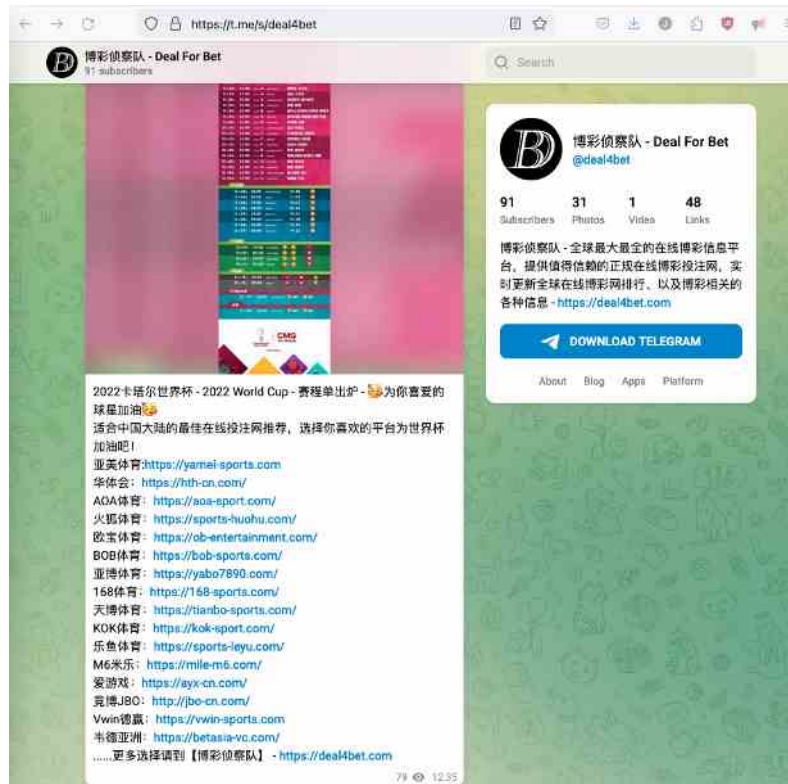 https://t.me/s/deal4bet
博彩侦察队 - Deal For Bet
91 subscribers
Search
CMG
2022卡塔尔世界杯 - 2022 World Cup - 赛程单出炉 - 🥳为你喜爱的
球星加油🥳
适合中国大陆的最佳在线投注网推荐，选择你喜欢的平台为世界杯
加油吧！
亚美体育:https://yamei-sports.com
华体会：https://hth-cn.com/
AOA体育：https://aoa-sport.com/
火狐体育：https://sports-huohu.com/
欧宝体育：https://ob-entertainment.com/
BOB体育：https://bob-sports.com/
亚博体育：https://yabo7890.com/
168体育：https://168-sports.com/
天博体育：https://tianbo-sports.com/
KOK体育：https://kok-sport.com/
乐鱼体育：https://sports-leyu.com/
M6米乐：https://mile-m6.com/
爱游戏：https://ayx-cn.com/
竞博JBO：http://jbo-cn.com/
Vwin德赢：https://vwin-sports.com
韦德亚洲：https://betasia-vc.com/
......更多选择请到【博彩侦察队】 - https://deal4bet.com
79 12:35
博彩侦察队 - Deal For Bet
@deal4bet
91 31 1 48
Subscribers Photos Video Links
博彩侦察队 - 全球最大最全的在线博彩信息平
台，提供值得信赖的正规在线博彩投注网，实
时更新全球在线博彩网排行、以及博彩相关的
各种信息 - https://deal4bet.com
DOWNLOAD TELEGRAM
About Blog Apps Platform